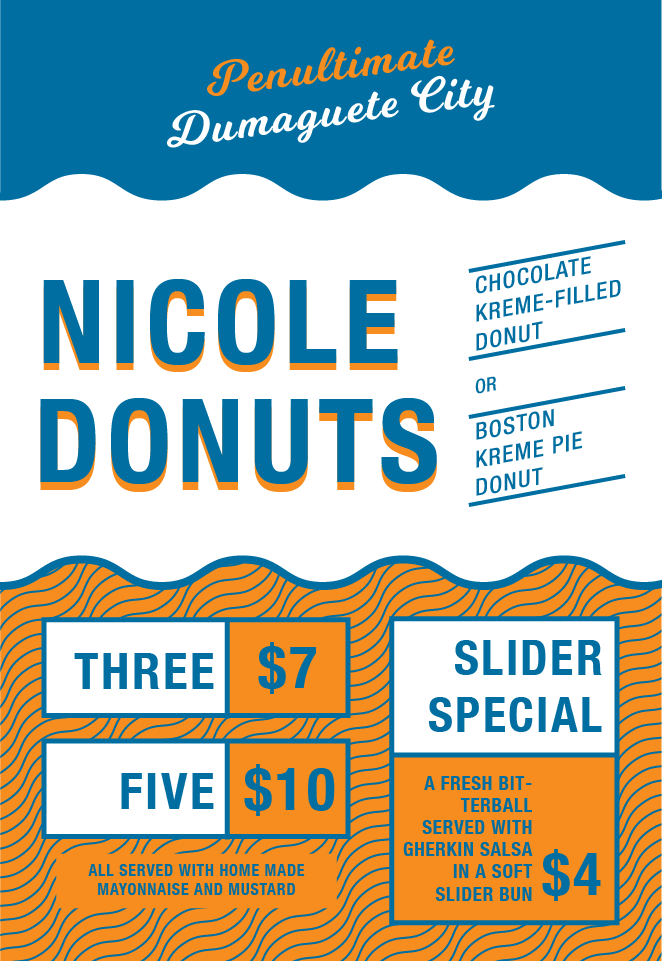 Penultimate
Dumaguete City
NICOLE
DONUTS
CHOCOLATE
KREME-FILLED
DONUT
OR
BOSTON
KREME PIE
DONUT
THREE $7
FIVE $10
ALL SERVED WITH HOME MADE
MAYONNAISE AND MUSTARD
SLIDER
SPECIAL
A FRESH BIT-
TERBALL
SERVED WITH
GHERKIN SALSA
IN A SOFT
SLIDER BUN
$4